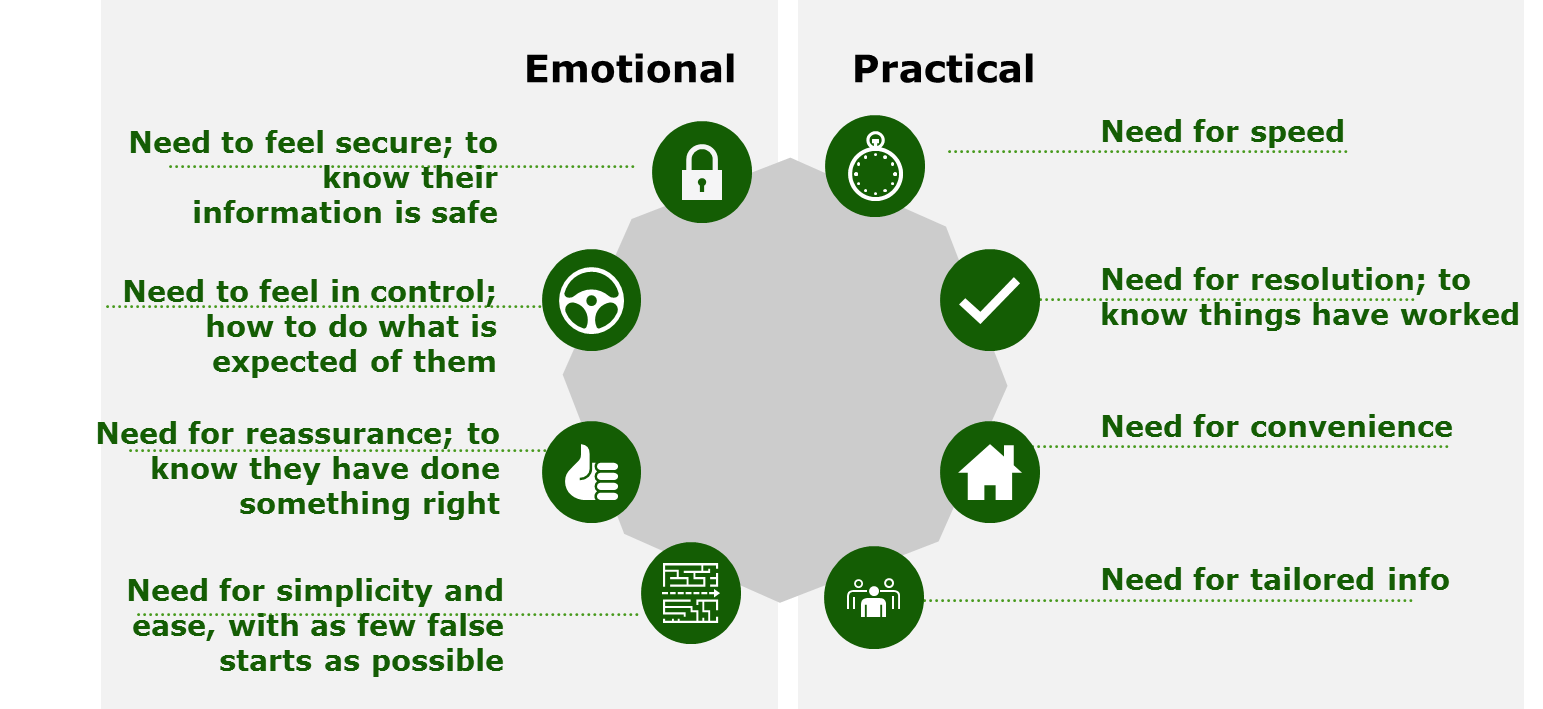 Emotional
Need to feel secure; to
know their
information is safe
Need to feel in control;
how to do what is
expected of them
Need for reassurance; to
know they have done
something right
Need for simplicity and
ease, with as few false
starts as possible
Practical
Need for speed
Need for resolution; to
know things have worked
Need for convenience
Need for tailored info